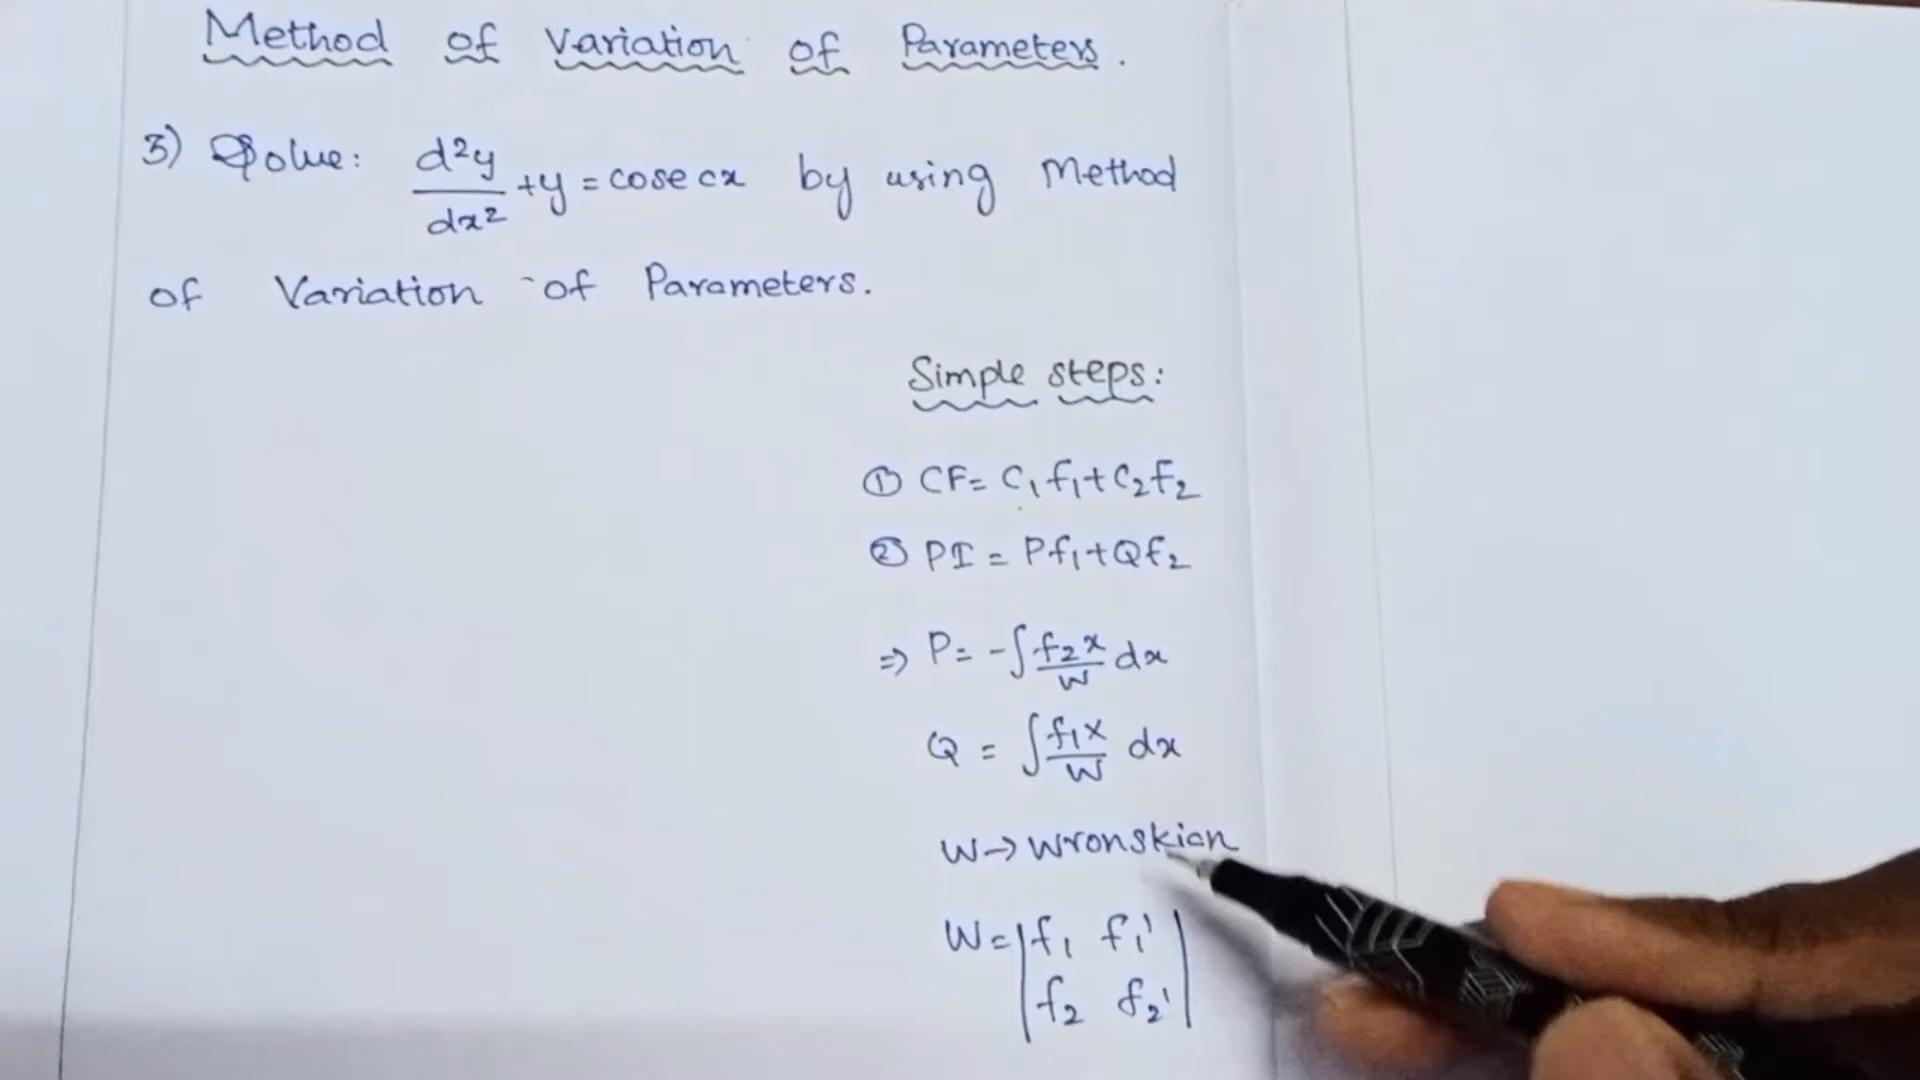 Method of Variation of Parameters.
3) Solve: d²y/dx² + y = cosecx by using Method
of Variation of Parameters.
Simple steps:
① CF = C₁f₁ + C₂f₂
② PI = Pf₁ + Qf₂
⇒ P = -∫ f₂x/W dx
Q = ∫ f₁x/W dx
W → Wronskian
W = |f₁ f₁'|
|f₂ f₂'|